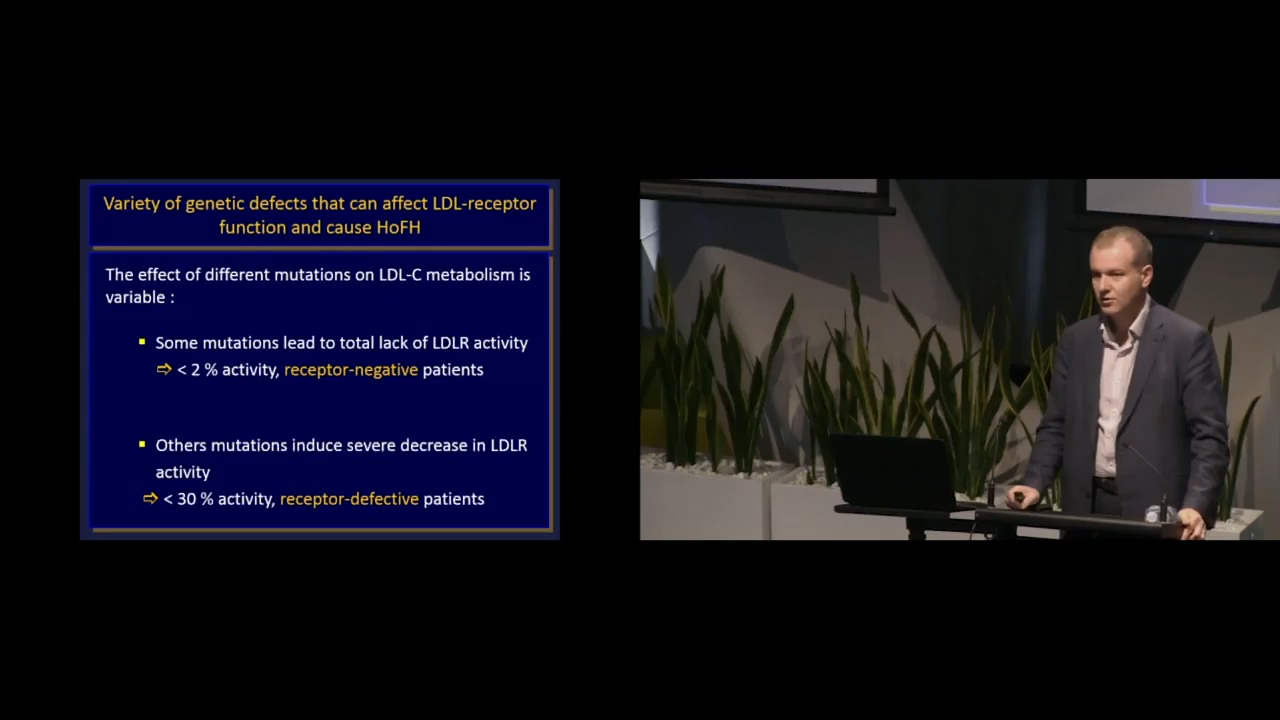 Variety of genetic defects that can affect LDL-receptor
function and cause HoFH
The effect of different mutations on LDL-C metabolism is
variable :
▪ Some mutations lead to total lack of LDLR activity
⇨ < 2 % activity, receptor-negative patients
▪ Others mutations induce severe decrease in LDLR
activity
⇨ < 30 % activity, receptor-defective patients